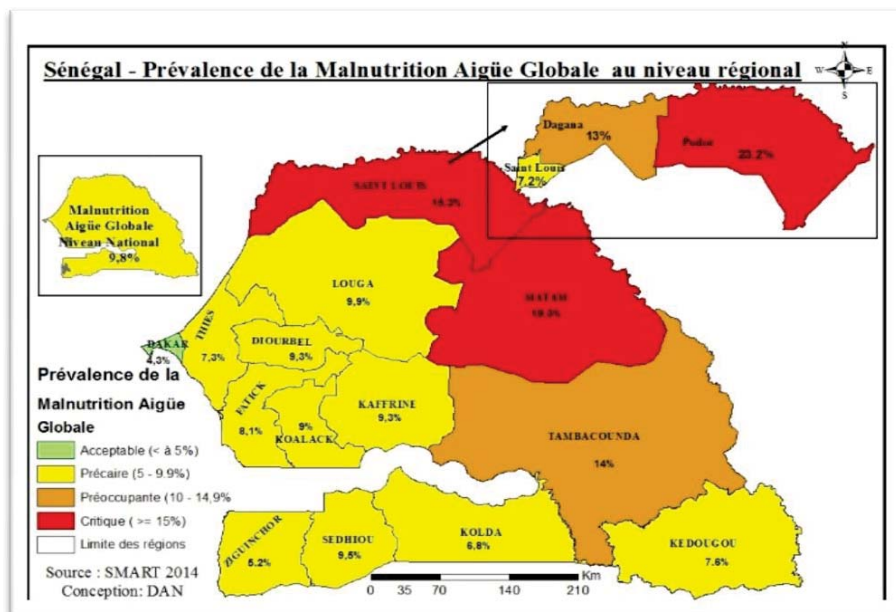 Sénégal - Prévalence de la Malnutrition Aigüe Globale au niveau régional
N
W
E
S
Dagana
13%
Podor
23.2%
Saint Louis
7.2%
Malnutrition
Aigüe Globale
Niveau National
9,8%
SAINT LOUIS
LOUGA
9,9%
MATAM
THIES
7,3%
DAKAR
4,3%
DIOURBEL
9,3%
FATICK
8,1%
9%
KOALACK
KAFFRINE
9,3%
TAMBACOUNDA
14%
ZIGUINCHOR
5.2%
SEDHIOU
9,5%
KOLDA
6,8%
KEDOUGOU
7.6%
Prévalence de la
Malnutrition Aigüe
Globale
Acceptable (< à 5%)
Précaire (5 - 9.9%)
Préoccupante (10 - 14,9%
Critique ( >= 15%)
Limite des régions
Source : SMART 2014
Conception: DAN
Km
0 35 70 140 210